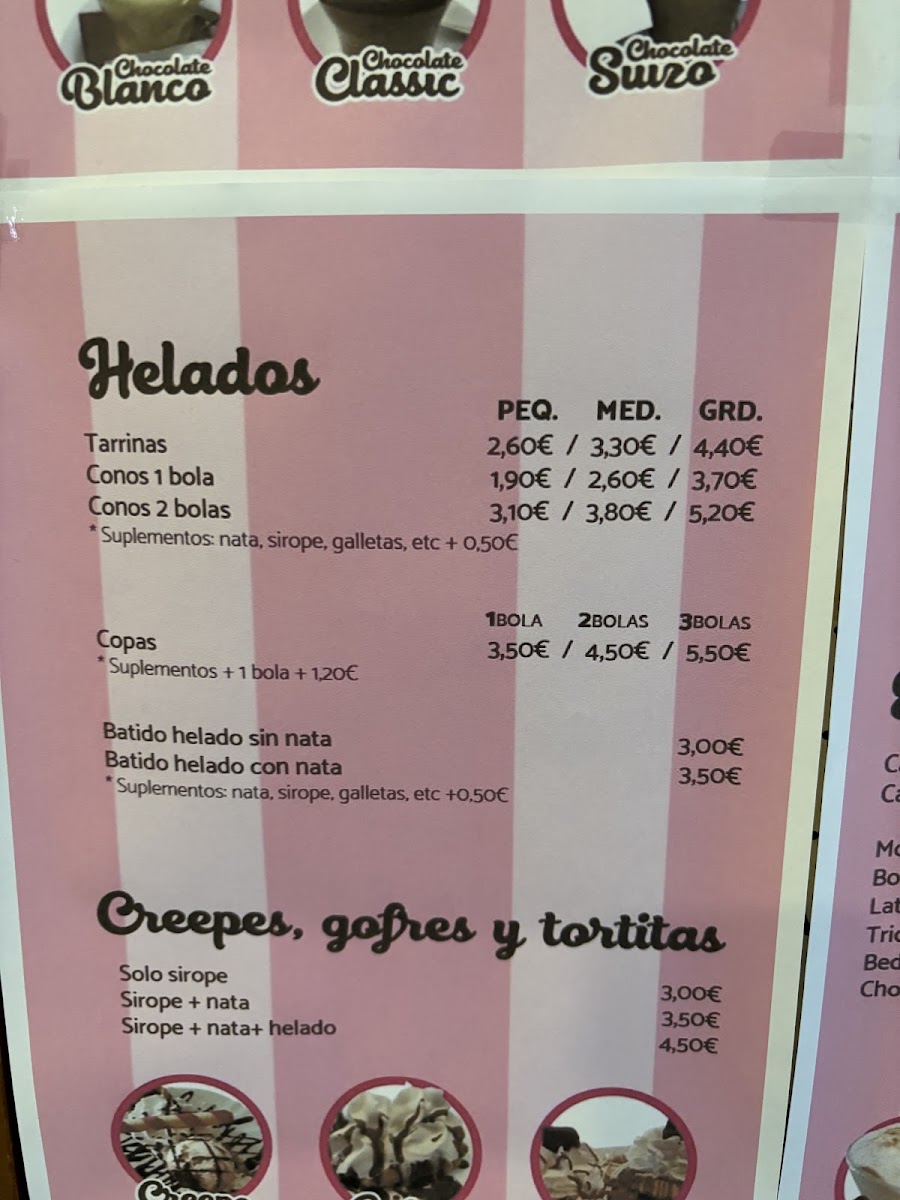 Chocolate
Blanco
Chocolate
Classic
Chocolate
Suizo
Helados
PEQ. MED. GRD.
Tarrinas 2,60€ / 3,30€ / 4,40€
Conos 1 bola 1,90€ / 2,60€ / 3,70€
Conos 2 bolas 3,10€ / 3,80€ / 5,20€
* Suplementos: nata, sirope, galletas, etc + 0,50€
1BOLA 2BOLAS 3BOLAS
Copas 3,50€ / 4,50€ / 5,50€
* Suplementos + 1 bola + 1,20€
Batido helado sin nata 3,00€
Batido helado con nata 3,50€
* Suplementos: nata, sirope, galletas, etc +0,50€
Creepes, gofres y tortitas
Solo sirope 3,00€
Sirope + nata 3,50€
Sirope + nata+ helado 4,50€